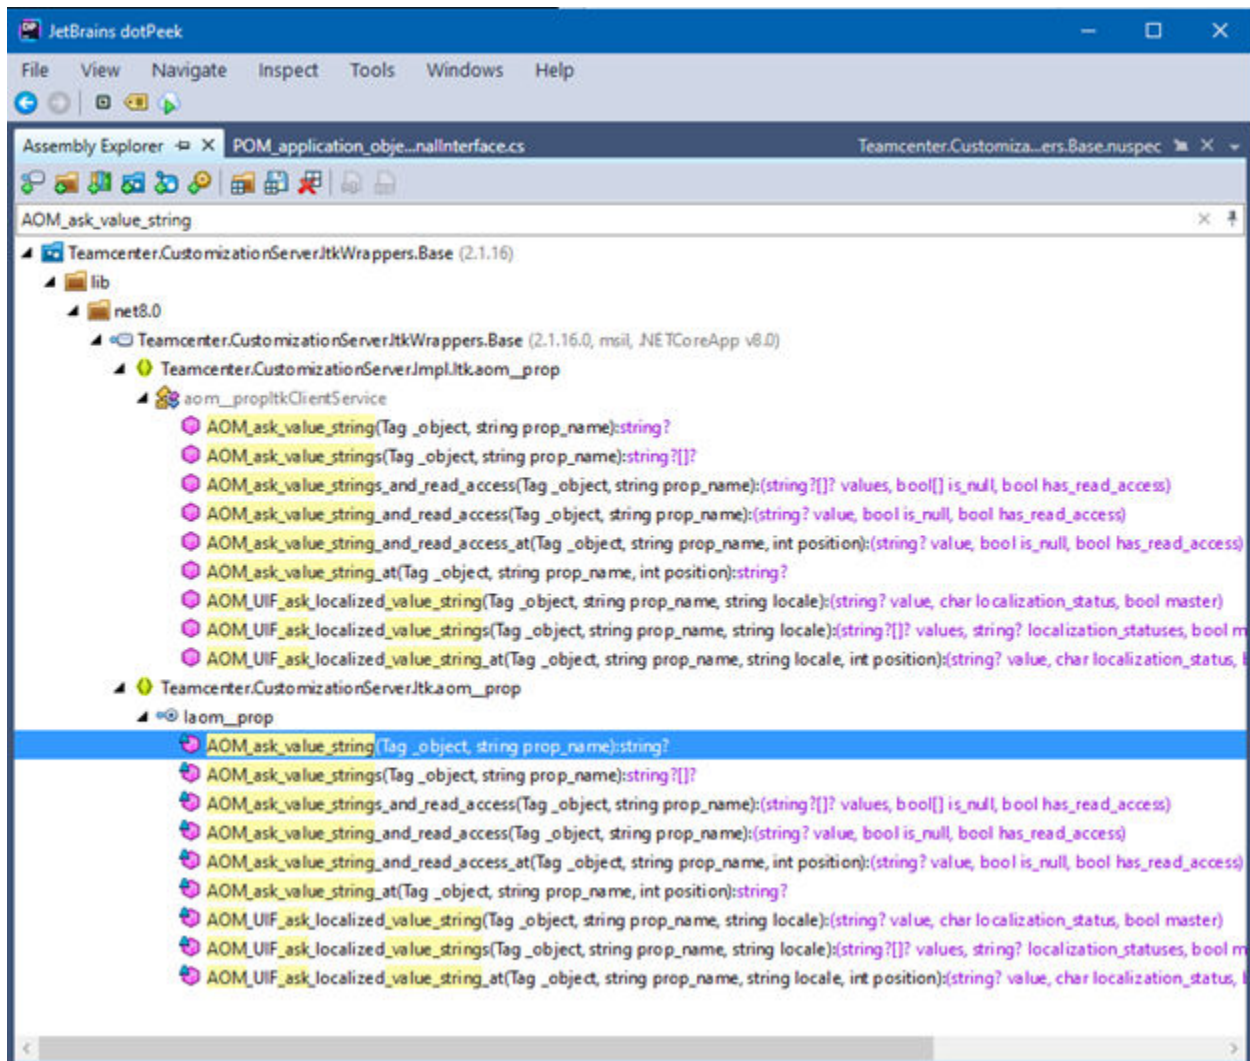 JetBrains dotPeek
File View Navigate Inspect Tools Windows Help
Assembly Explorer POM_application_obje...nalInterface.cs Teamcenter.Customiza...ers.Base.nuspec
AOM_ask_value_string
Teamcenter.CustomizationServer.ItkWrappers.Base (2.1.16)
lib
net8.0
Teamcenter.CustomizationServer.ItkWrappers.Base (2.1.16.0, msil, .NETCoreApp v8.0)
Teamcenter.CustomizationServer.Impl.Itk.aom__prop
aom__propItkClientService
AOM_ask_value_string(Tag _object, string prop_name):string?
AOM_ask_value_strings(Tag _object, string prop_name):string?[]?
AOM_ask_value_strings_and_read_access(Tag _object, string prop_name):(string?[]? values, bool[] is_null, bool has_read_access)
AOM_ask_value_string_and_read_access(Tag _object, string prop_name):(string? value, bool is_null, bool has_read_access)
AOM_ask_value_string_and_read_access_at(Tag _object, string prop_name, int position):(string? value, bool is_null, bool has_read_access)
AOM_ask_value_string_at(Tag _object, string prop_name, int position):string?
AOM_UIF_ask_localized_value_string(Tag _object, string prop_name, string locale):(string? value, char localization_status, bool master)
AOM_UIF_ask_localized_value_strings(Tag _object, string prop_name, string locale):(string?[]? values, string? localization_statuses, bool m
AOM_UIF_ask_localized_value_string_at(Tag _object, string prop_name, string locale, int position):(string? value, char localization_status,
Teamcenter.CustomizationServer.Itk.aom__prop
Iaom__prop
AOM_ask_value_string(Tag _object, string prop_name):string?
AOM_ask_value_strings(Tag _object, string prop_name):string?[]?
AOM_ask_value_strings_and_read_access(Tag _object, string prop_name):(string?[]? values, bool[] is_null, bool has_read_access)
AOM_ask_value_string_and_read_access(Tag _object, string prop_name):(string? value, bool is_null, bool has_read_access)
AOM_ask_value_string_and_read_access_at(Tag _object, string prop_name, int position):(string? value, bool is_null, bool has_read_access)
AOM_ask_value_string_at(Tag _object, string prop_name, int position):string?
AOM_UIF_ask_localized_value_string(Tag _object, string prop_name, string locale):(string? value, char localization_status, bool master)
AOM_UIF_ask_localized_value_strings(Tag _object, string prop_name, string locale):(string?[]? values, string? localization_statuses, bool m
AOM_UIF_ask_localized_value_string_at(Tag _object, string prop_name, string locale, int position):(string? value, char localization_status,